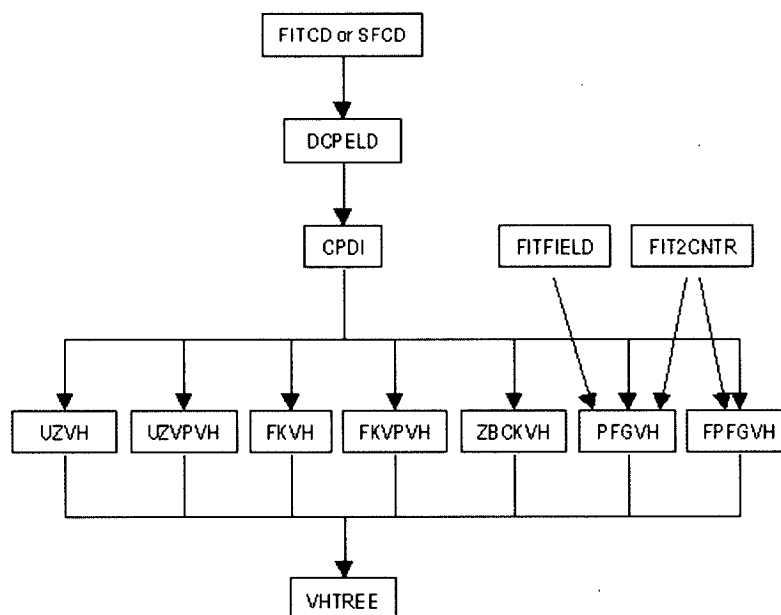 FITCD or SFCD
DCPELD
CPDI
FITFIELD
FIT2CNTR
UZVH
UZVPVH
FKVH
FKVPVH
ZBCKVH
PFGVH
FPFGVH
VHTREE